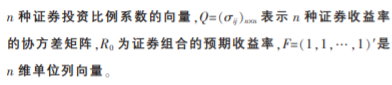 n 种证券投资比例系数的向量,Q=(σij)n×n 表示 n 种证券收益率
的协方差矩阵,R0为证券组合的预期收益率,F=(1,1,⋯,1)′是
n 维单位列向量。